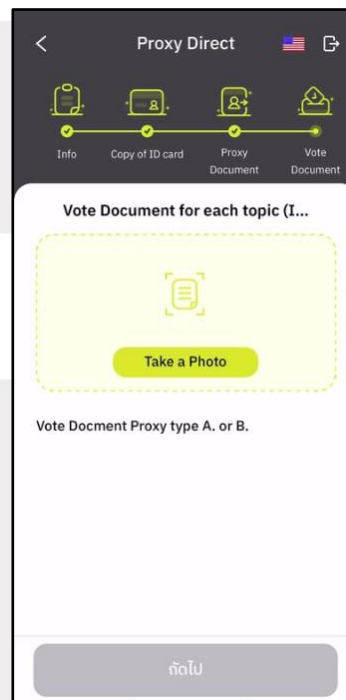 Proxy Direct
Info
Copy of ID card
Proxy
Document
Vote
Document
Vote Document for each topic (I...
Take a Photo
Vote Docment Proxy type A. or B.
ถัดไป